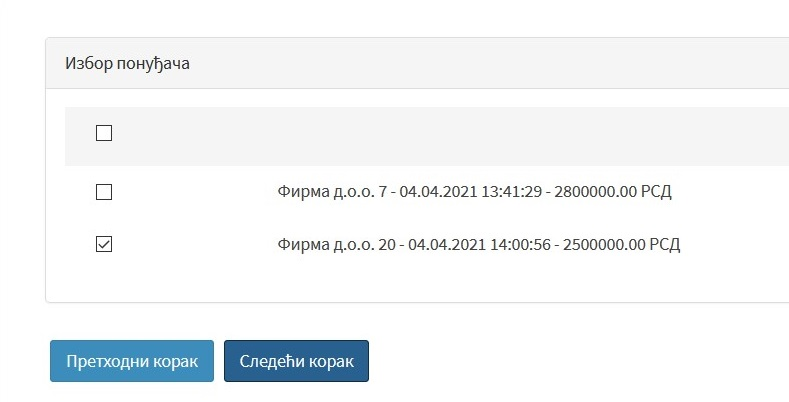 Избор понуђача
Фирма д.о.о. 7 - 04.04.2021 13:41:29 - 2800000.00 РСД
Фирма д.о.о. 20 - 04.04.2021 14:00:56 - 2500000.00 РСД
Претходни корак
Следећи корак